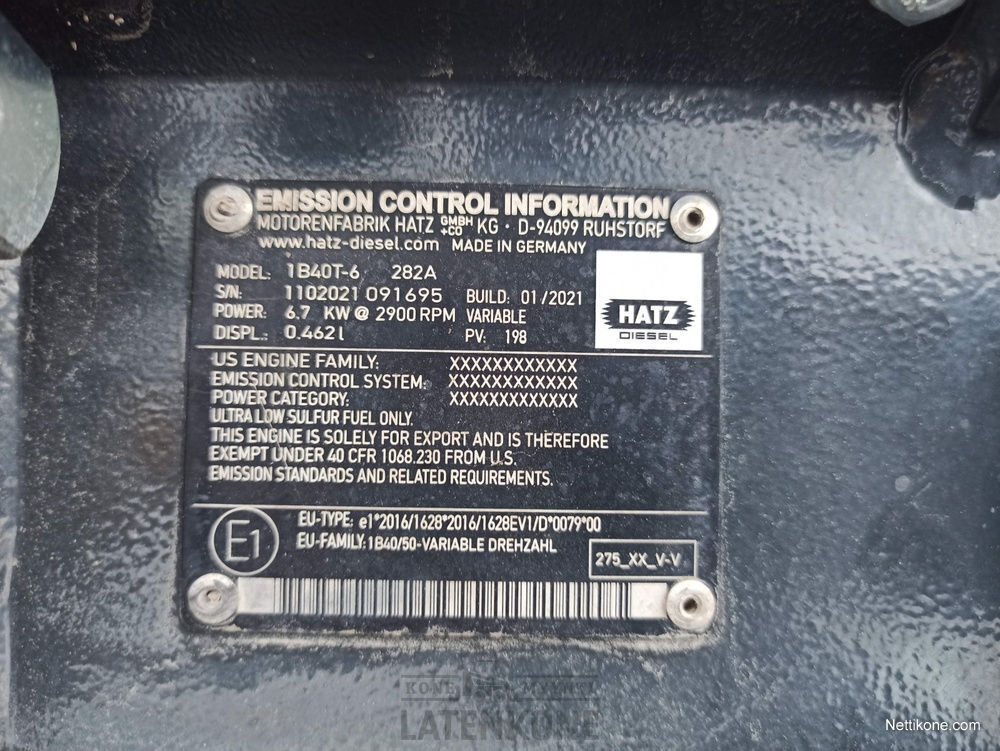 EMISSION CONTROL INFORMATION
MOTORENFABRIK HATZ GMBH +CO KG · D-94099 RUHSTORF
www.hatz-diesel.com MADE IN GERMANY
MODEL: 1B40T-6 282A
S/N: 1102021 091695 BUILD: 01/2021
POWER: 6.7 KW @ 2900 RPM VARIABLE
DISPL.: 0.462 l PV: 198
HATZ
DIESEL
US ENGINE FAMILY: XXXXXXXXXXXX
EMISSION CONTROL SYSTEM: XXXXXXXXXXXX
POWER CATEGORY: XXXXXXXXXXXX
ULTRA LOW SULFUR FUEL ONLY.
THIS ENGINE IS SOLELY FOR EXPORT AND IS THEREFORE
EXEMPT UNDER 40 CFR 1068.230 FROM U.S.
EMISSION STANDARDS AND RELATED REQUIREMENTS.
E1
EU-TYPE: e1*2016/1628*2016/1628EV1/D*0079*00
EU-FAMILY: 1B40/50-VARIABLE DREHZAHL
275_XX_V-V
KONE MYYNTI
LATENKONE
Nettikone.com